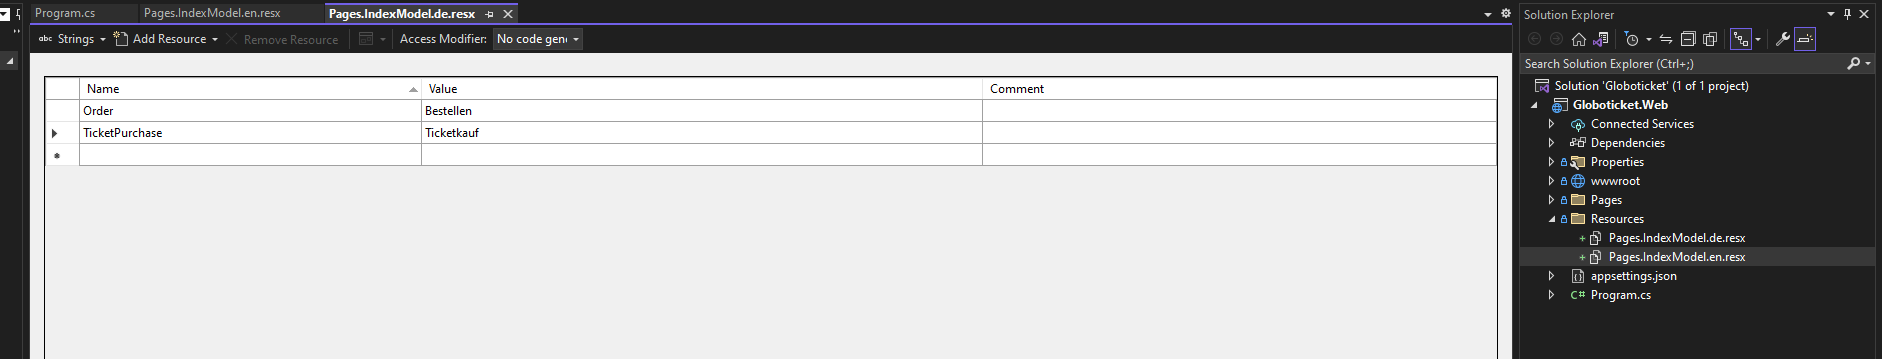 Program.cs
Pages.IndexModel.en.resx
Pages.IndexModel.de.resx
abc Strings
Add Resource
Remove Resource
Access Modifier:
No code gen
Name
Value
Comment
Order
Bestellen
TicketPurchase
Ticketkauf
Solution Explorer
Search Solution Explorer (Ctrl+;)
Solution 'Globoticket' (1 of 1 project)
Globoticket.Web
Connected Services
Dependencies
Properties
wwwroot
Pages
Resources
+ Pages.IndexModel.de.resx
+ Pages.IndexModel.en.resx
appsettings.json
C# Program.cs